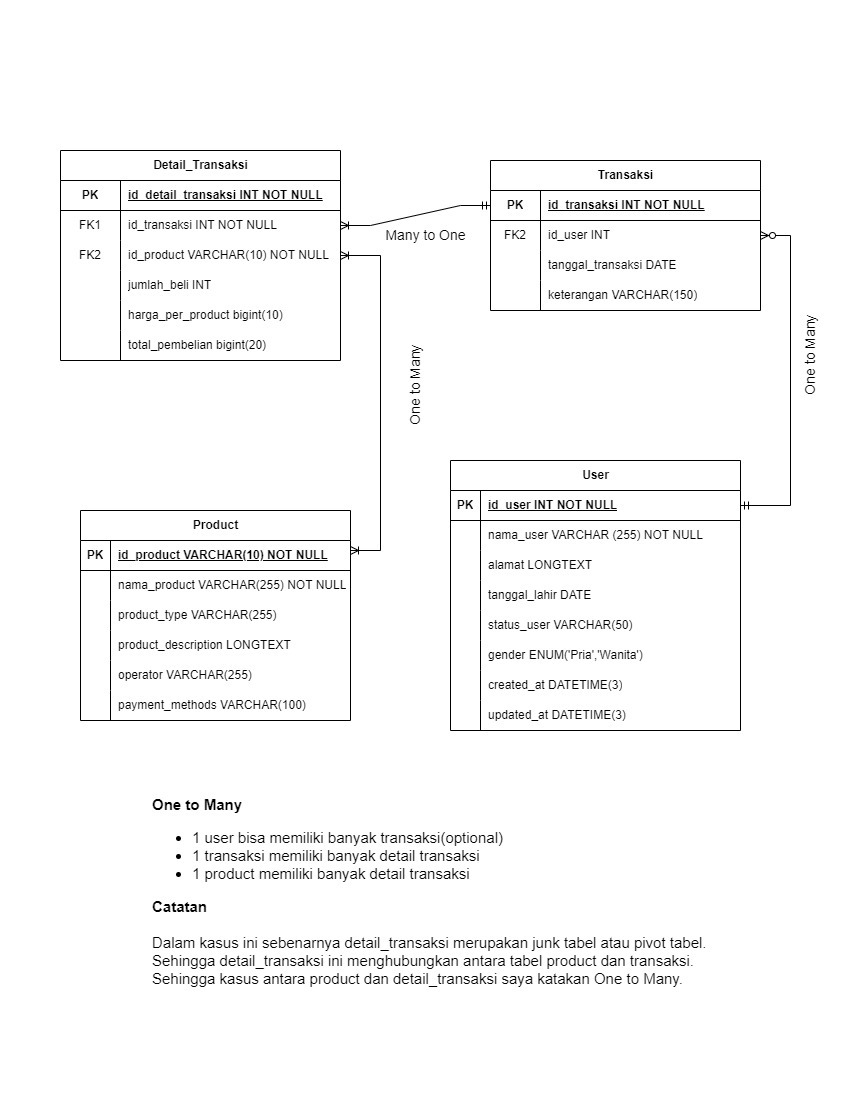 Detail_Transaksi
PK id_detail_transaksi INT NOT NULL
FK1 id_transaksi INT NOT NULL
FK2 id_product VARCHAR(10) NOT NULL
jumlah_beli INT
harga_per_product bigint(10)
total_pembelian bigint(20)
Many to One
Transaksi
PK id_transaksi INT NOT NULL
FK2 id_user INT
tanggal_transaksi DATE
keterangan VARCHAR(150)
One to Many
One to Many
Product
PK id_product VARCHAR(10) NOT NULL
nama_product VARCHAR(255) NOT NULL
product_type VARCHAR(255)
product_description LONGTEXT
operator VARCHAR(255)
payment_methods VARCHAR(100)
User
PK id_user INT NOT NULL
nama_user VARCHAR (255) NOT NULL
alamat LONGTEXT
tanggal_lahir DATE
status_user VARCHAR(50)
gender ENUM('Pria','Wanita')
created_at DATETIME(3)
updated_at DATETIME(3)
One to Many
• 1 user bisa memiliki banyak transaksi(optional)
• 1 transaksi memiliki banyak detail transaksi
• 1 product memiliki banyak detail transaksi
Catatan
Dalam kasus ini sebenarnya detail_transaksi merupakan junk tabel atau pivot tabel.
Sehingga detail_transaksi ini menghubungkan antara tabel product dan transaksi.
Sehingga kasus antara product dan detail_transaksi saya katakan One to Many.